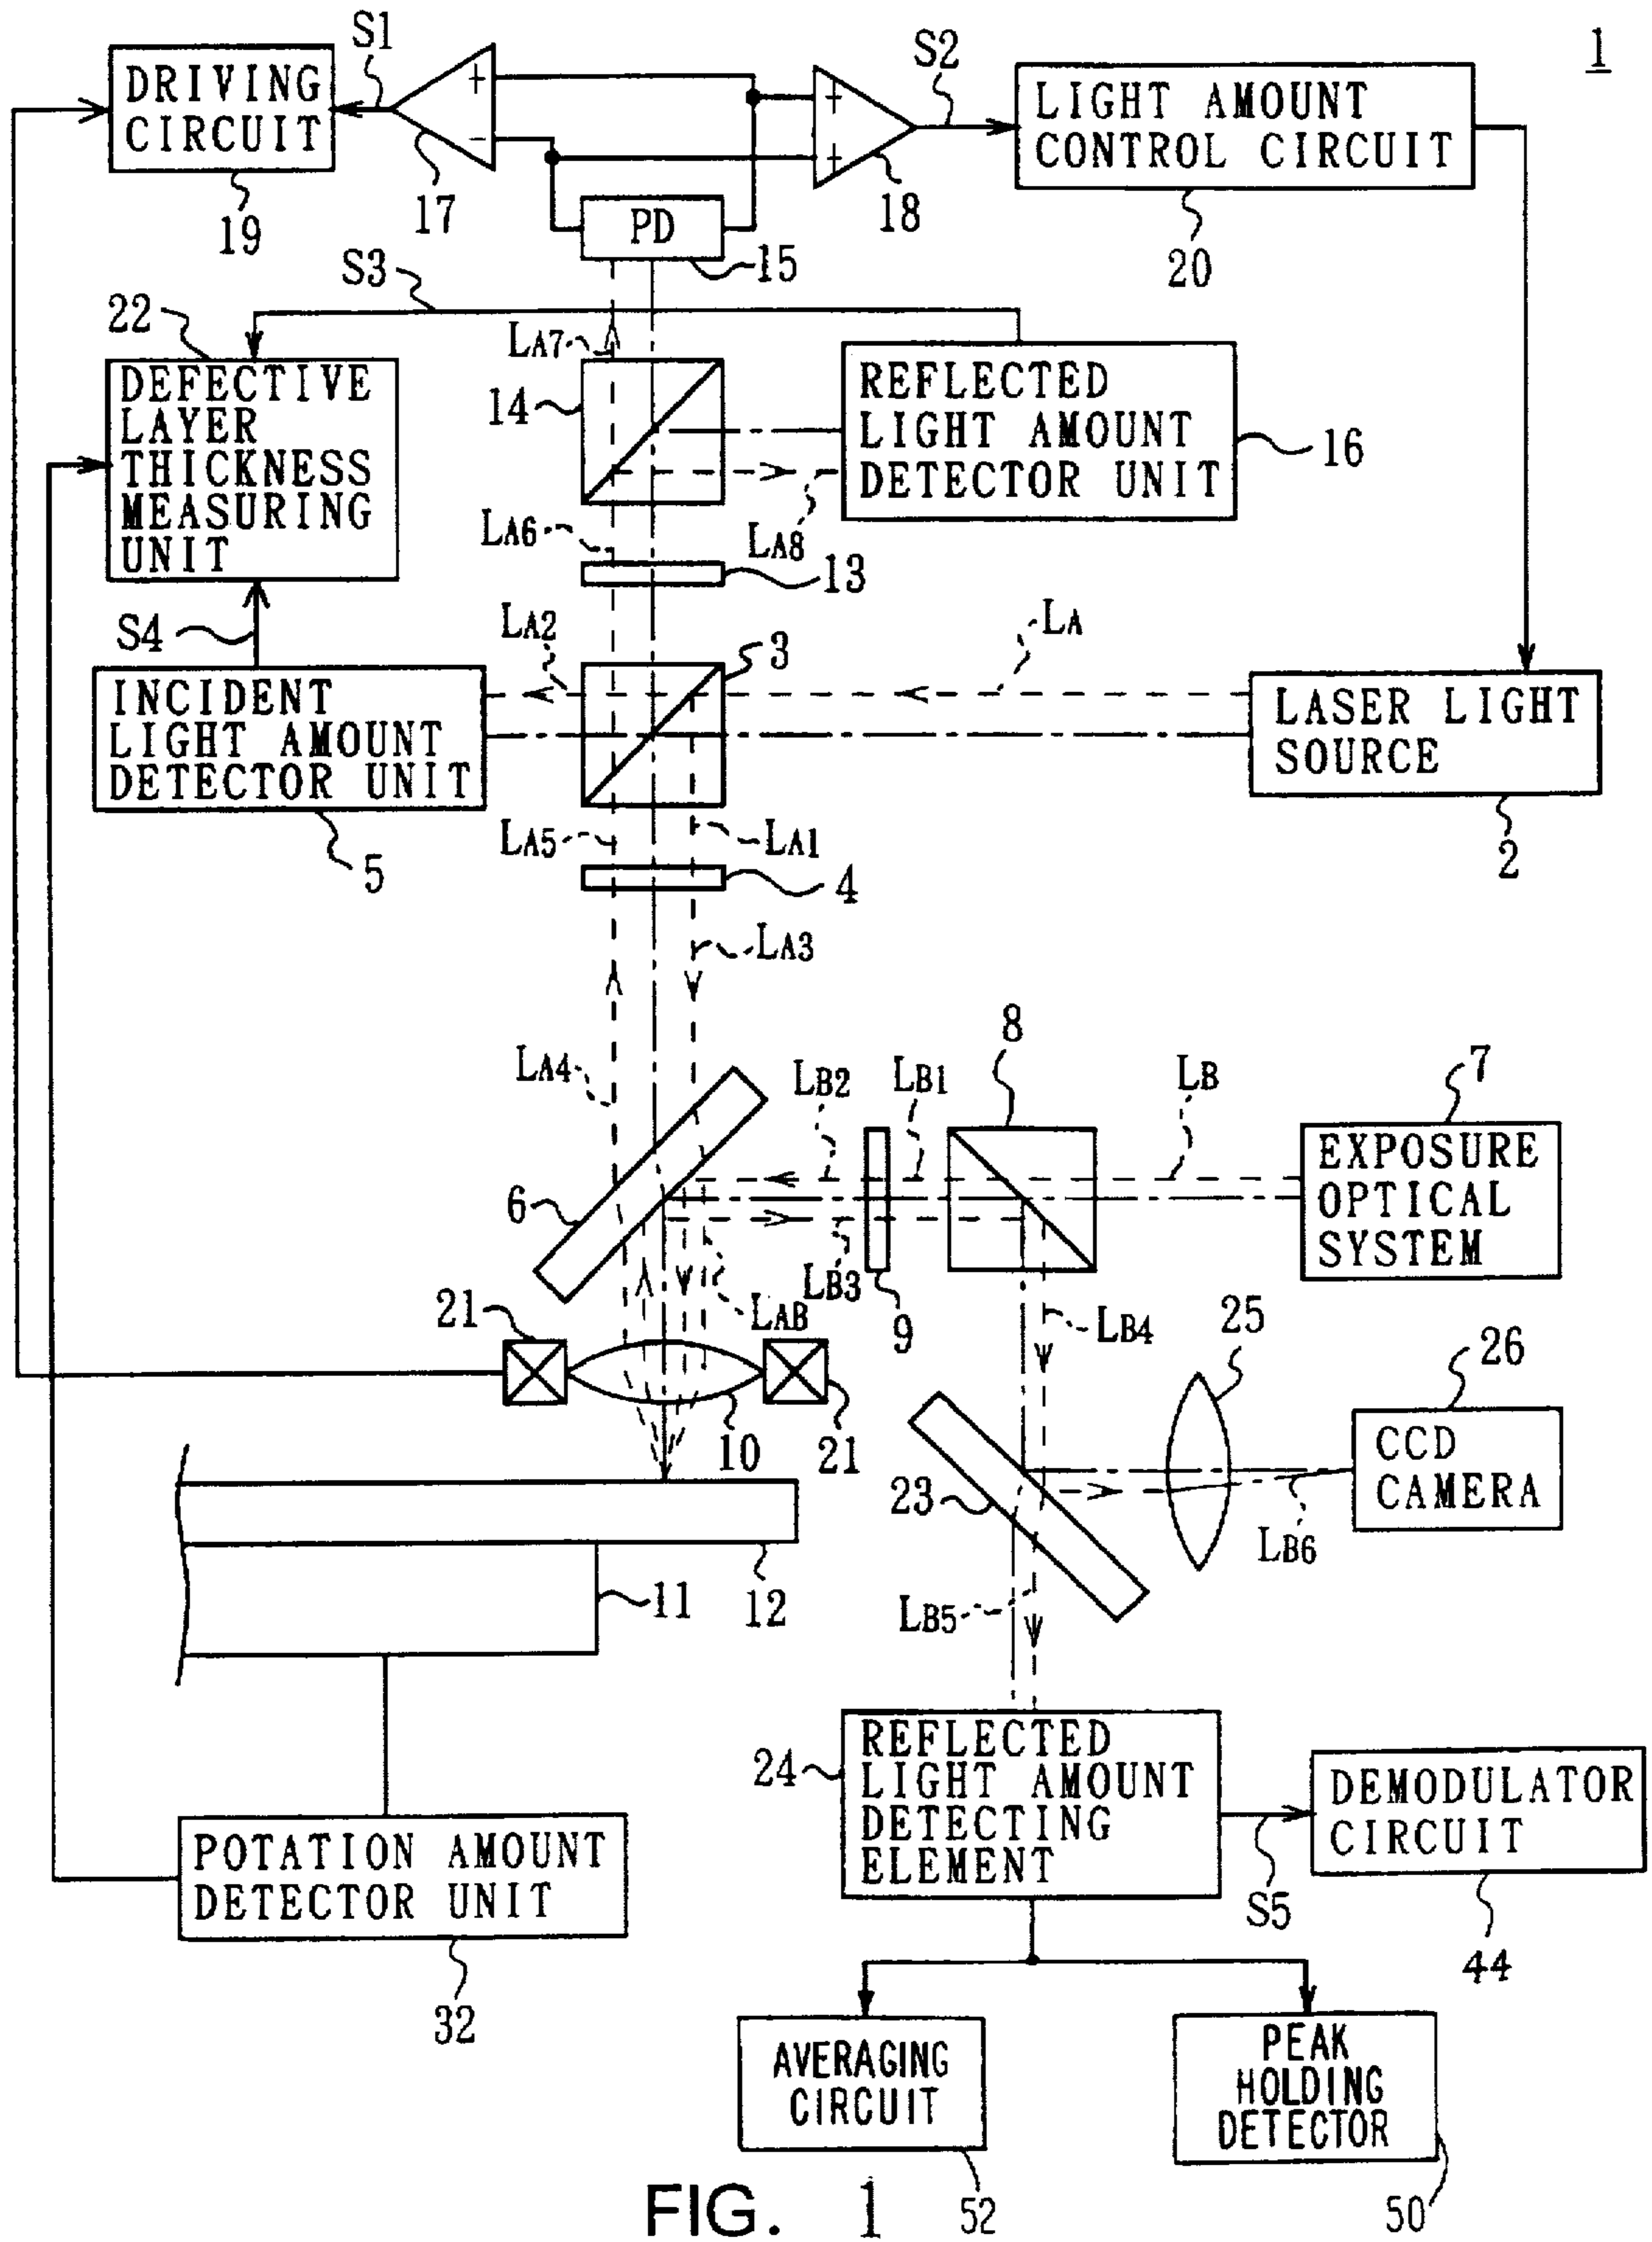 1
S1
S2
DRIVING
CIRCUIT
+
−
+
+
LIGHT AMOUNT
CONTROL CIRCUIT
19
17
PD
18
15
20
S3
22
LA7
DEFECTIVE
LAYER
THICKNESS
MEASURING
UNIT
14
REFLECTED
LIGHT AMOUNT
DETECTOR UNIT
16
LA6
LA8
13
S4
LA2
3
LA
INCIDENT
LIGHT AMOUNT
DETECTOR UNIT
LASER LIGHT
SOURCE
5
LA5
LA1
4
2
LA3
LA4
8
7
LB2
LB1
LB
EXPOSURE
OPTICAL
SYSTEM
6
LB3
9
LAB
21
LB4
25
26
10
21
CCD
CAMERA
23
LB6
11
12
LB5
24
REFLECTED
LIGHT AMOUNT
DETECTING
ELEMENT
DEMODULATOR
CIRCUIT
POTATION AMOUNT
DETECTOR UNIT
S5
44
32
AVERAGING
CIRCUIT
PEAK
HOLDING
DETECTOR
52
50
FIG. 1